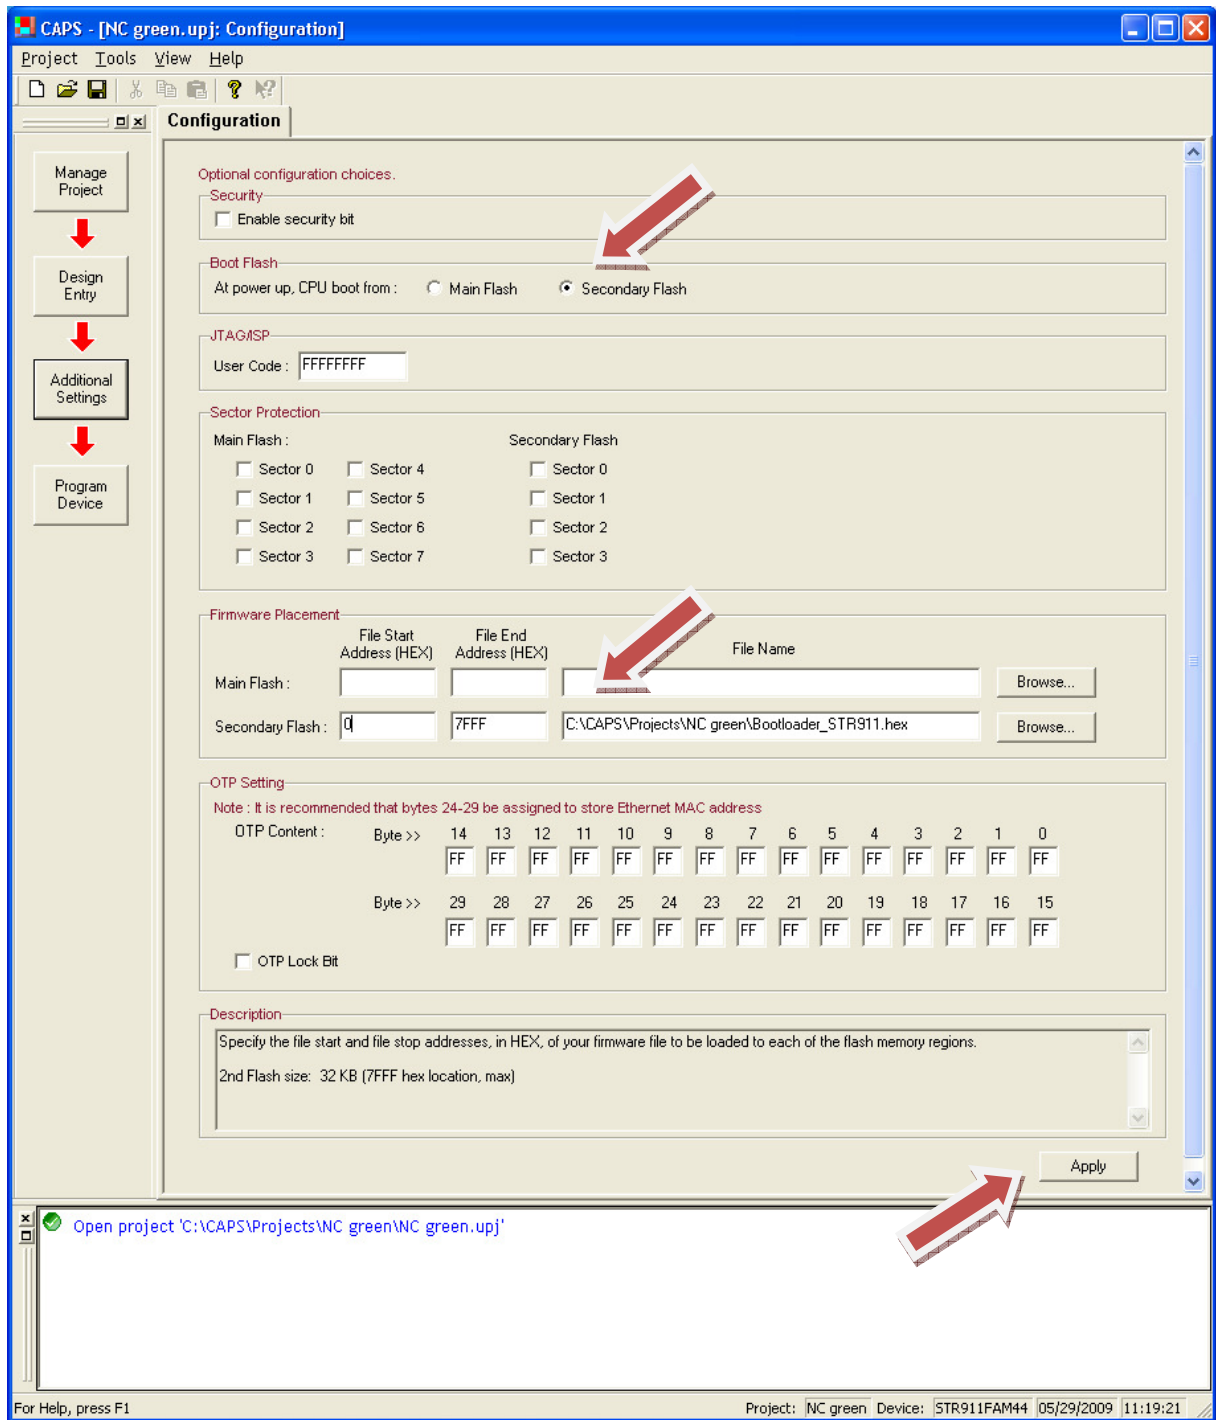 CAPS - [NC green.upj: Configuration]
Project Tools View Help
Configuration
Manage Project
Design Entry
Additional Settings
Program Device
Optional configuration choices.
Security
Enable security bit
Boot Flash
At power up, CPU boot from : Main Flash Secondary Flash
JTAG/ISP
User Code : FFFFFFFF
Sector Protection
Main Flash : Secondary Flash
Sector 0 Sector 4 Sector 0
Sector 1 Sector 5 Sector 1
Sector 2 Sector 6 Sector 2
Sector 3 Sector 7 Sector 3
Firmware Placement
File Start Address (HEX) File End Address (HEX) File Name
Main Flash : Browse...
Secondary Flash : 0 7FFF C:\CAPS\Projects\NC green\Bootloader_STR911.hex Browse...
OTP Setting
Note : It is recommended that bytes 24-29 be assigned to store Ethernet MAC address
OTP Content : Byte >> 14 13 12 11 10 9 8 7 6 5 4 3 2 1 0
FF FF FF FF FF FF FF FF FF FF FF FF FF FF FF
Byte >> 29 28 27 26 25 24 23 22 21 20 19 18 17 16 15
FF FF FF FF FF FF FF FF FF FF FF FF FF FF FF
OTP Lock Bit
Description
Specify the file start and file stop addresses, in HEX, of your firmware file to be loaded to each of the flash memory regions.
2nd Flash size: 32 KB (7FFF hex location, max)
Apply
Open project 'C:\CAPS\Projects\NC green\NC green.upj'
For Help, press F1 Project: NC green Device: STR911FAM44 05/29/2009 11:19:21